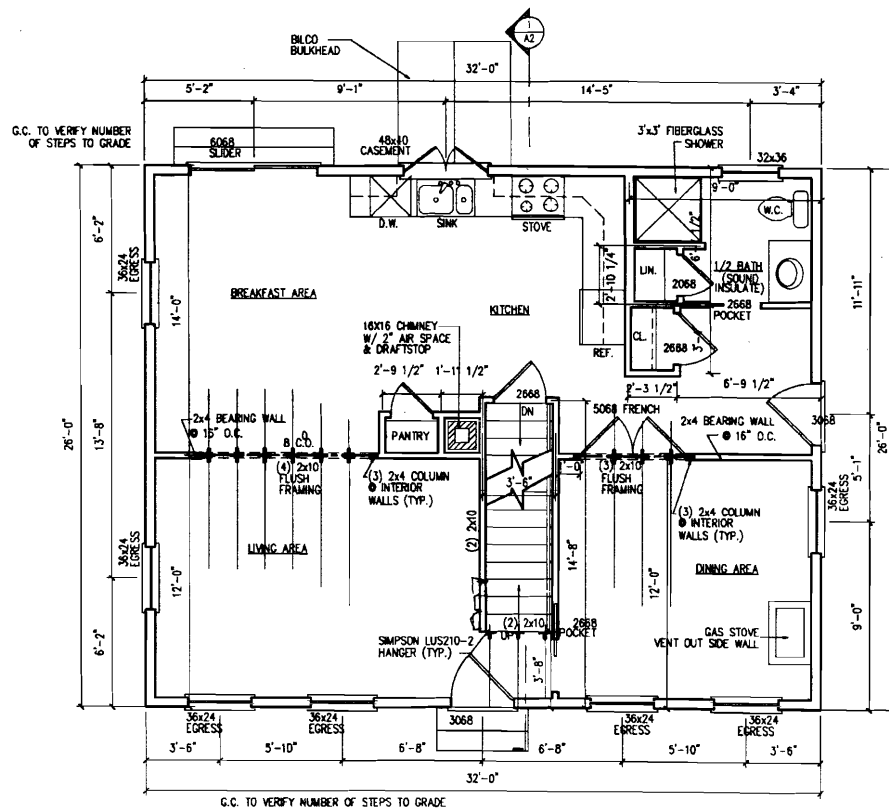 1
A2
BILCO
BULKHEAD
32'-0"
5'-2"
9'-1"
14'-5"
3'-4"
G.C. TO VERIFY NUMBER
OF STEPS TO GRADE
6068
SLIDER
48x40
CASEMENT
3'x3' FIBERGLASS
SHOWER
32x36
9'-0"
W.C.
D.W.
SINK
STOVE
26'-0"
6'-2"
36x24
EGRESS
14'-0"
BREAKFAST AREA
KITCHEN
LIN.
2'-10 1/4"
2068
1/2 BATH
(SOUND
INSULATE)
2668
POCKET
11'-11"
16X16 CHIMNEY
W/ 2" AIR SPACE
& DRAFTSTOP
CL.
2668
REF.
2'-9 1/2"
1'-11 1/2"
2668
DN
2'-3 1/2"
6'-9 1/2"
3068
5068 FRENCH
13'-8"
2x4 BEARING WALL
@ 16" O.C.
PANTRY
2x4 BEARING WALL
@ 16" O.C.
26'-0"
5'-1"
(4) 2x10
FLUSH
FRAMING
(3) 2x4 COLUMN
@ INTERIOR
WALLS (TYP.)
3'-6"
(3) 2x10
FLUSH
FRAMING
(3) 2x4 COLUMN
@ INTERIOR
WALLS (TYP.)
36x24
EGRESS
(2) 2x10
36x24
EGRESS
LIVING AREA
12'-0"
14'-8"
12'-0"
DINING AREA
9'-0"
6'-2"
SIMPSON LUS210-2
HANGER (TYP.)
(2) 2x10
UP
2668
POCKET
3'-8"
GAS STOVE
VENT OUT SIDE WALL
36x24
EGRESS
36x24
EGRESS
3068
36x24
EGRESS
36x24
EGRESS
3'-6"
5'-10"
6'-8"
6'-8"
5'-10"
3'-6"
32'-0"
G.C. TO VERIFY NUMBER OF STEPS TO GRADE